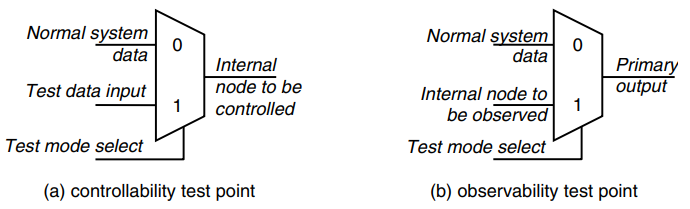 Normal system
data
0
Internal
node to be
controlled
Test data input
1
Test mode select
(a) controllability test point
Normal system
data
0
Primary
output
Internal node to
be observed
1
Test mode select
(b) observability test point